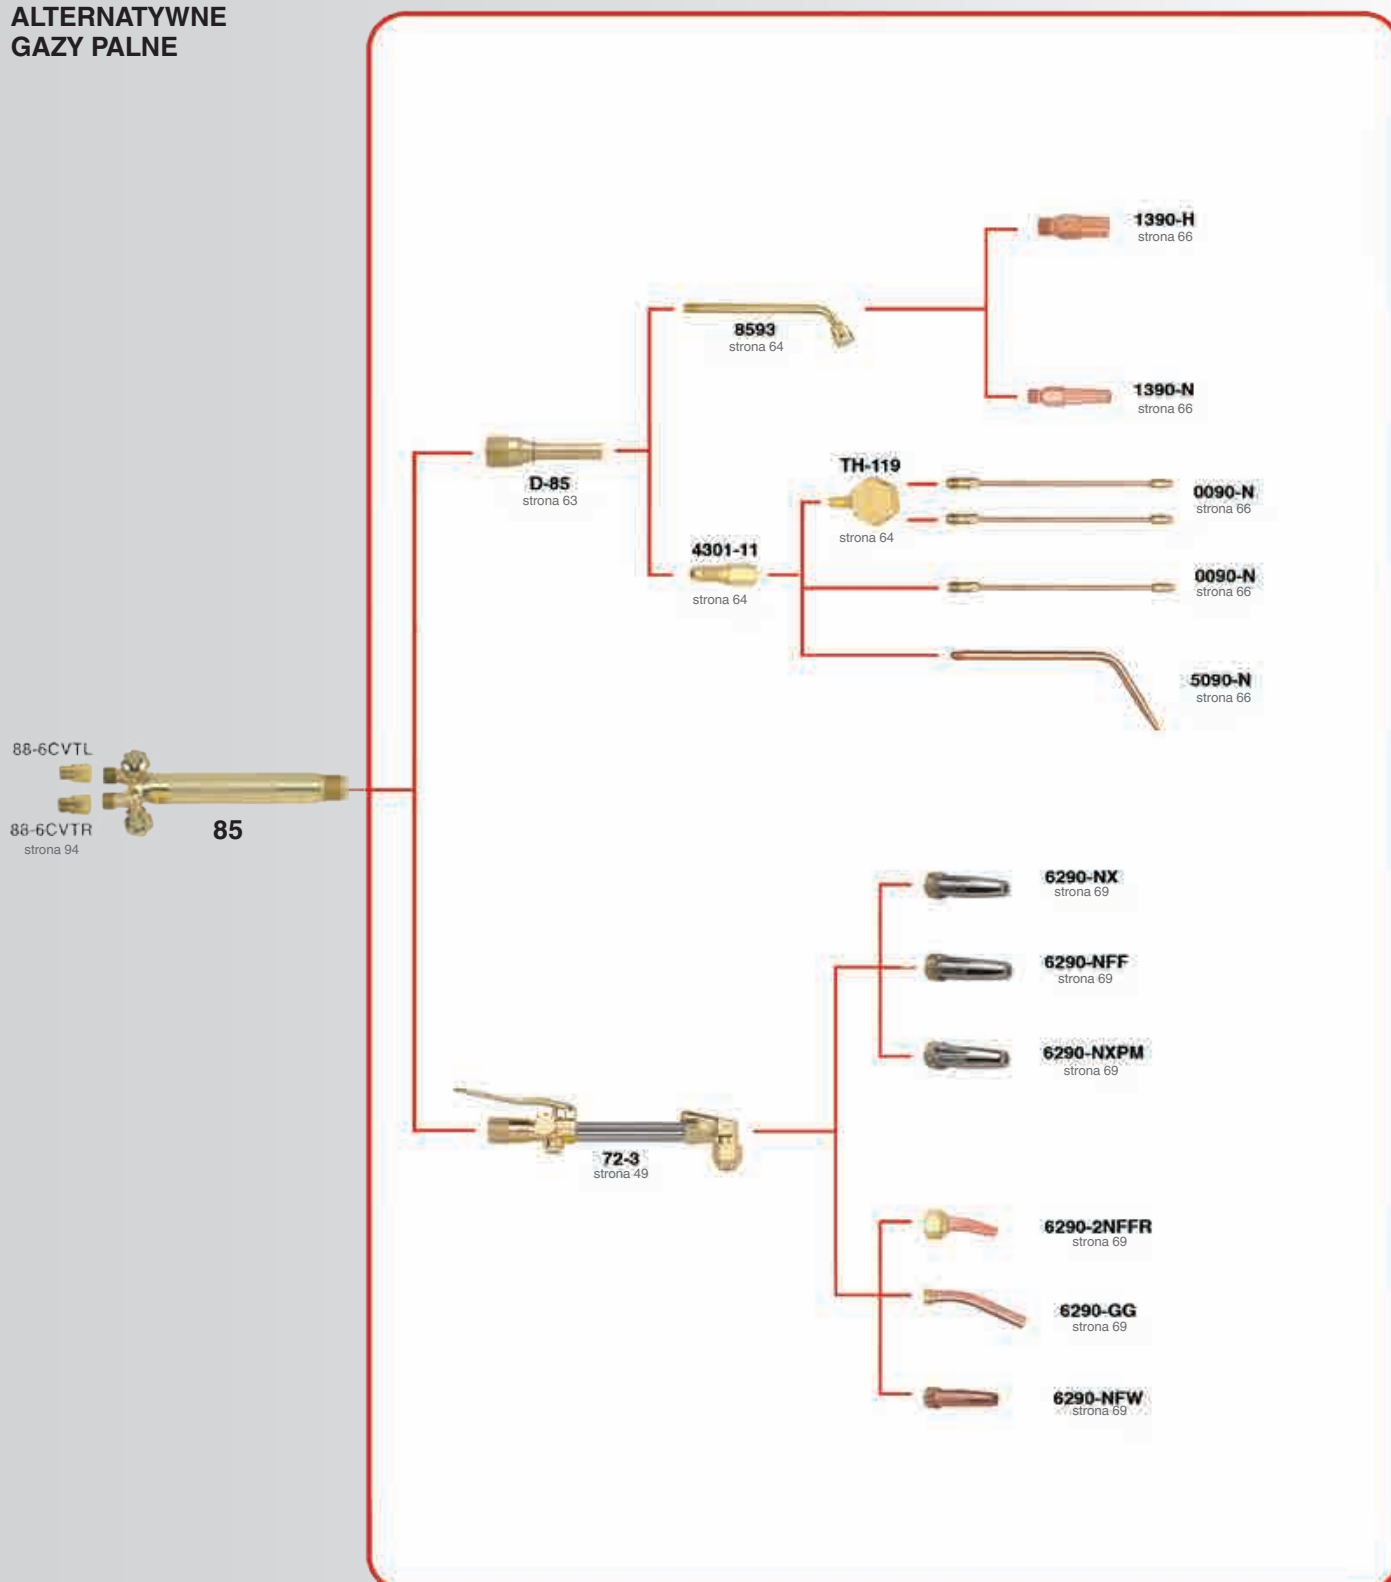 ALTERNATYWNE
GAZY PALNE
1390-H
strona 66
8593
strona 64
1390-N
strona 66
TH-119
strona 64
D-85
strona 63
0090-N
strona 66
4301-11
strona 64
0090-N
strona 66
5090-N
strona 66
88-6CVTL
88-6CVTR
strona 94
85
6290-NX
strona 69
6290-NFF
strona 69
6290-NXPM
strona 69
72-3
strona 49
6290-2NFFR
strona 69
6290-GG
strona 69
6290-NFW
strona 69